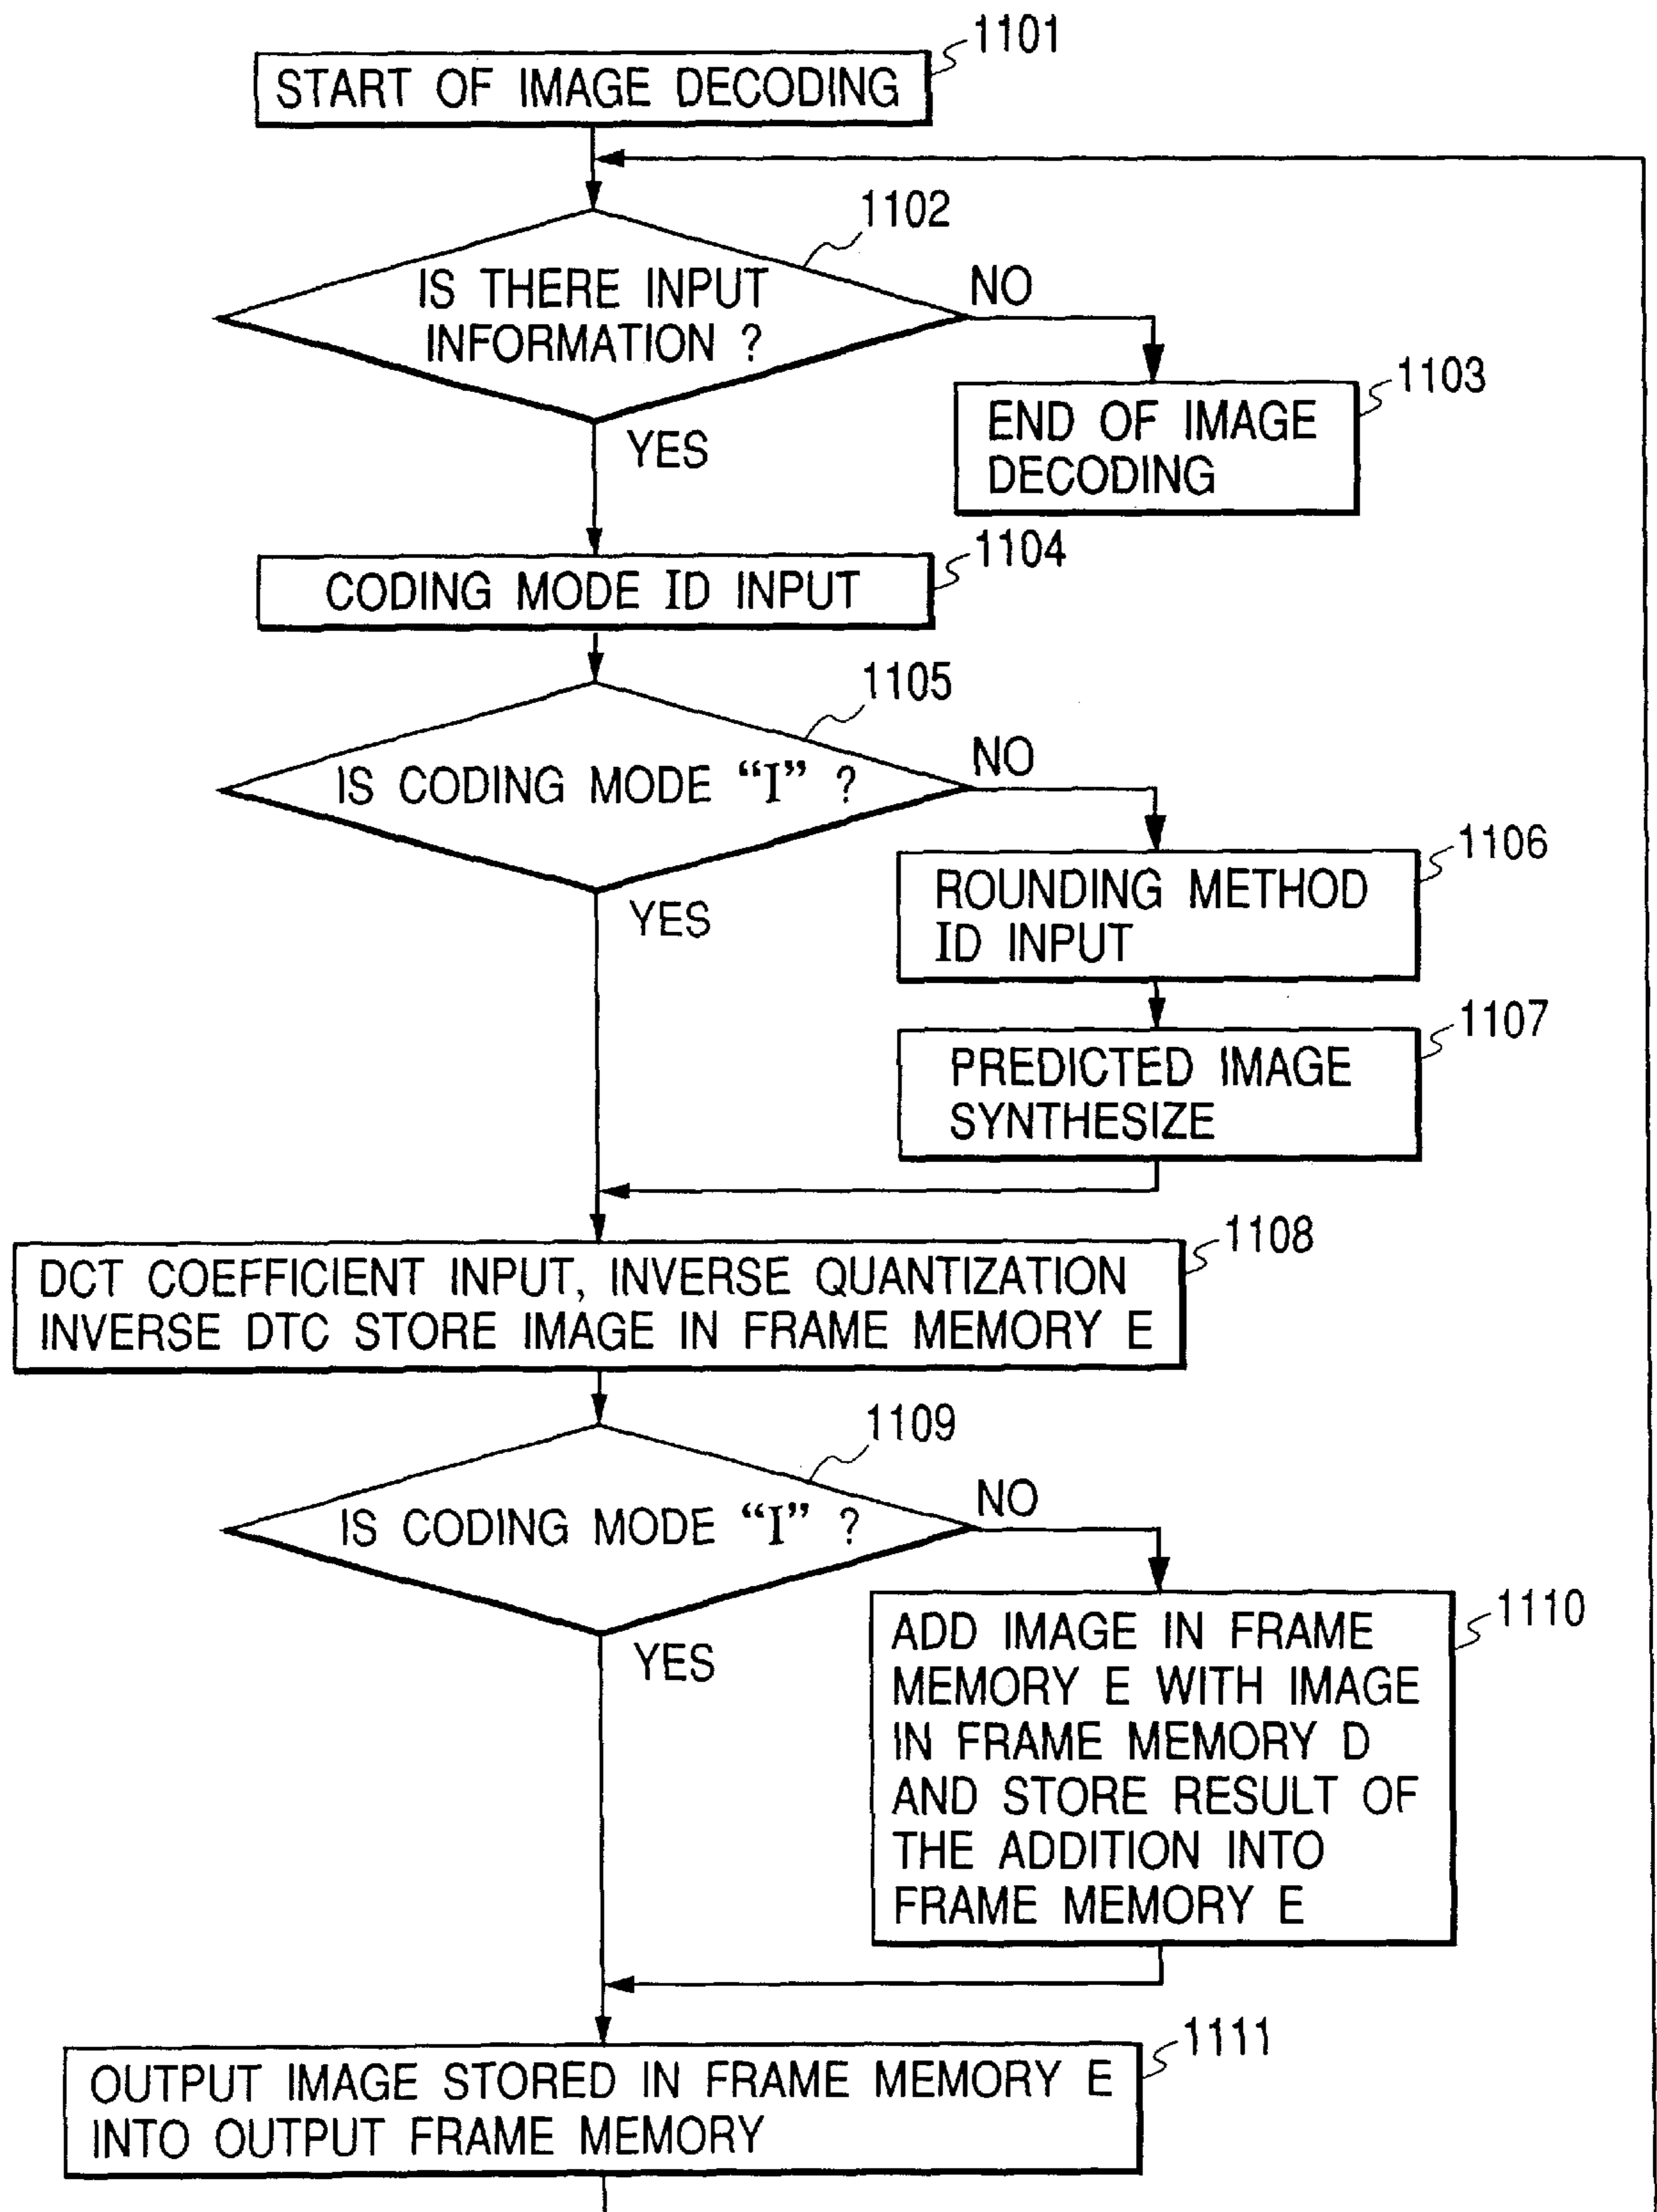 1101
START OF IMAGE DECODING
1102
IS THERE INPUT
INFORMATION ?
NO
YES
1103
END OF IMAGE
DECODING
1104
CODING MODE ID INPUT
1105
IS CODING MODE “I” ?
NO
YES
1106
ROUNDING METHOD
ID INPUT
1107
PREDICTED IMAGE
SYNTHESIZE
1108
DCT COEFFICIENT INPUT, INVERSE QUANTIZATION
INVERSE DTC STORE IMAGE IN FRAME MEMORY E
1109
IS CODING MODE “I” ?
NO
YES
1110
ADD IMAGE IN FRAME
MEMORY E WITH IMAGE
IN FRAME MEMORY D
AND STORE RESULT OF
THE ADDITION INTO
FRAME MEMORY E
1111
OUTPUT IMAGE STORED IN FRAME MEMORY E
INTO OUTPUT FRAME MEMORY